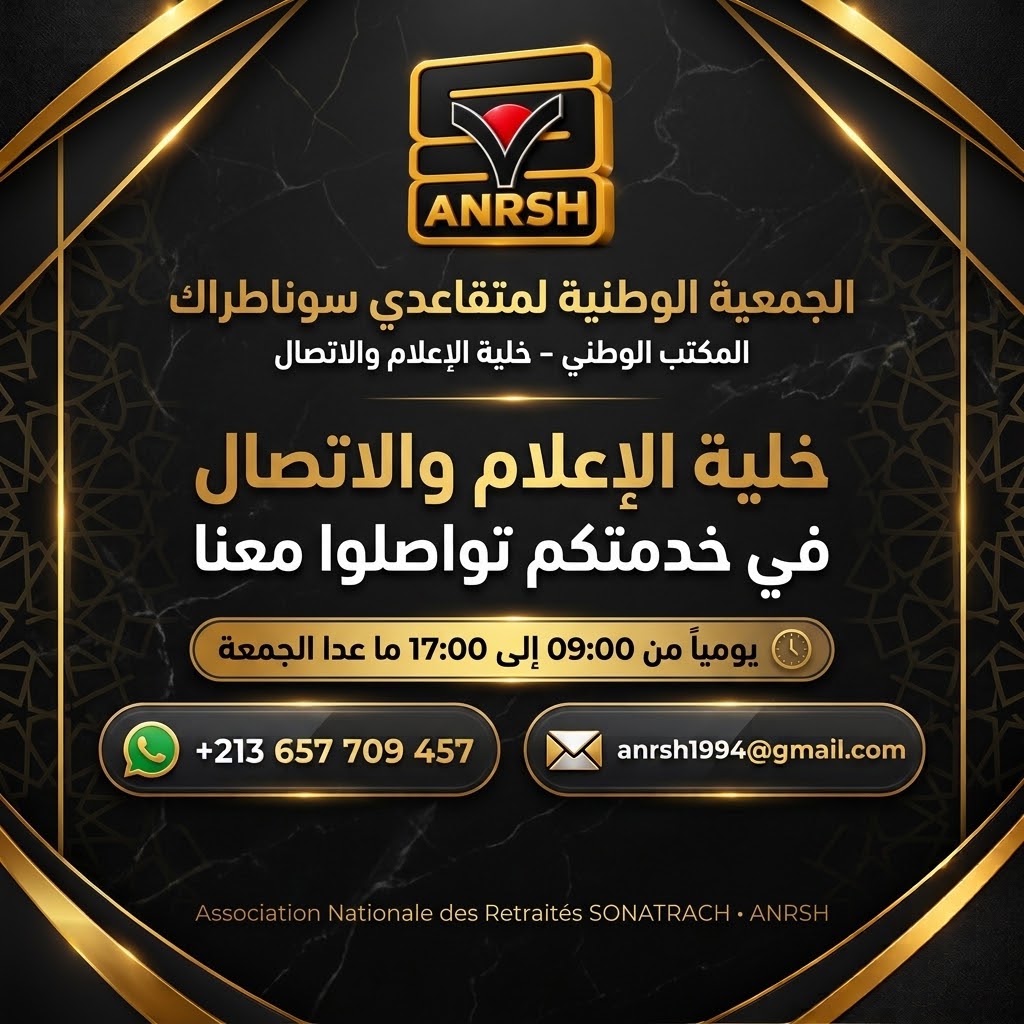 ANRSH
الجمعية الوطنية لمتقاعدي سوناطراك
المكتب الوطني – خلية الإعلام والاتصال
خلية الإعلام والاتصال
في خدمتكم تواصلوا معنا
يومياً من 09:00 إلى 17:00 ما عدا الجمعة
+213 657 709 457
anrsh1994@gmail.com
Association Nationale des Retraités SONATRACH • ANRSH